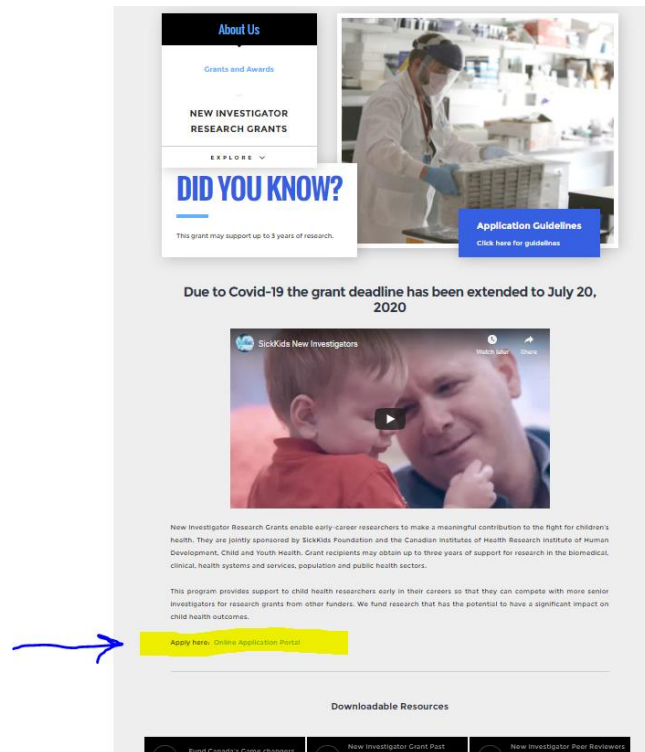 About Us
Grants and Awards
NEW INVESTIGATOR
RESEARCH GRANTS
EXPLORE
DID YOU KNOW?
This grant may support up to 3 years of research.
Application Guidelines
Click here for guidelines
Due to Covid-19 the grant deadline has been extended to July 20,
2020
SickKids New Investigators
Watch later
Share
New Investigator Research Grants enable early-career researchers to make a meaningful contribution to the fight for children's
health. They are jointly sponsored by SickKids Foundation and the Canadian Institutes of Health Research Institute of Human
Development, Child and Youth Health. Grant recipients may obtain up to three years of support for research in the biomedical,
clinical, health systems and services, population and public health sectors.
This program provides support to child health researchers early in their careers so that they can compete with more senior
investigators for research grants from other funders. We fund research that has the potential to have a significant impact on
child health outcomes.
Apply here: Online Application Portal
Downloadable Resources
Fund Canada's Game changers
New Investigator Grant Past
New Investigator Peer Reviewers